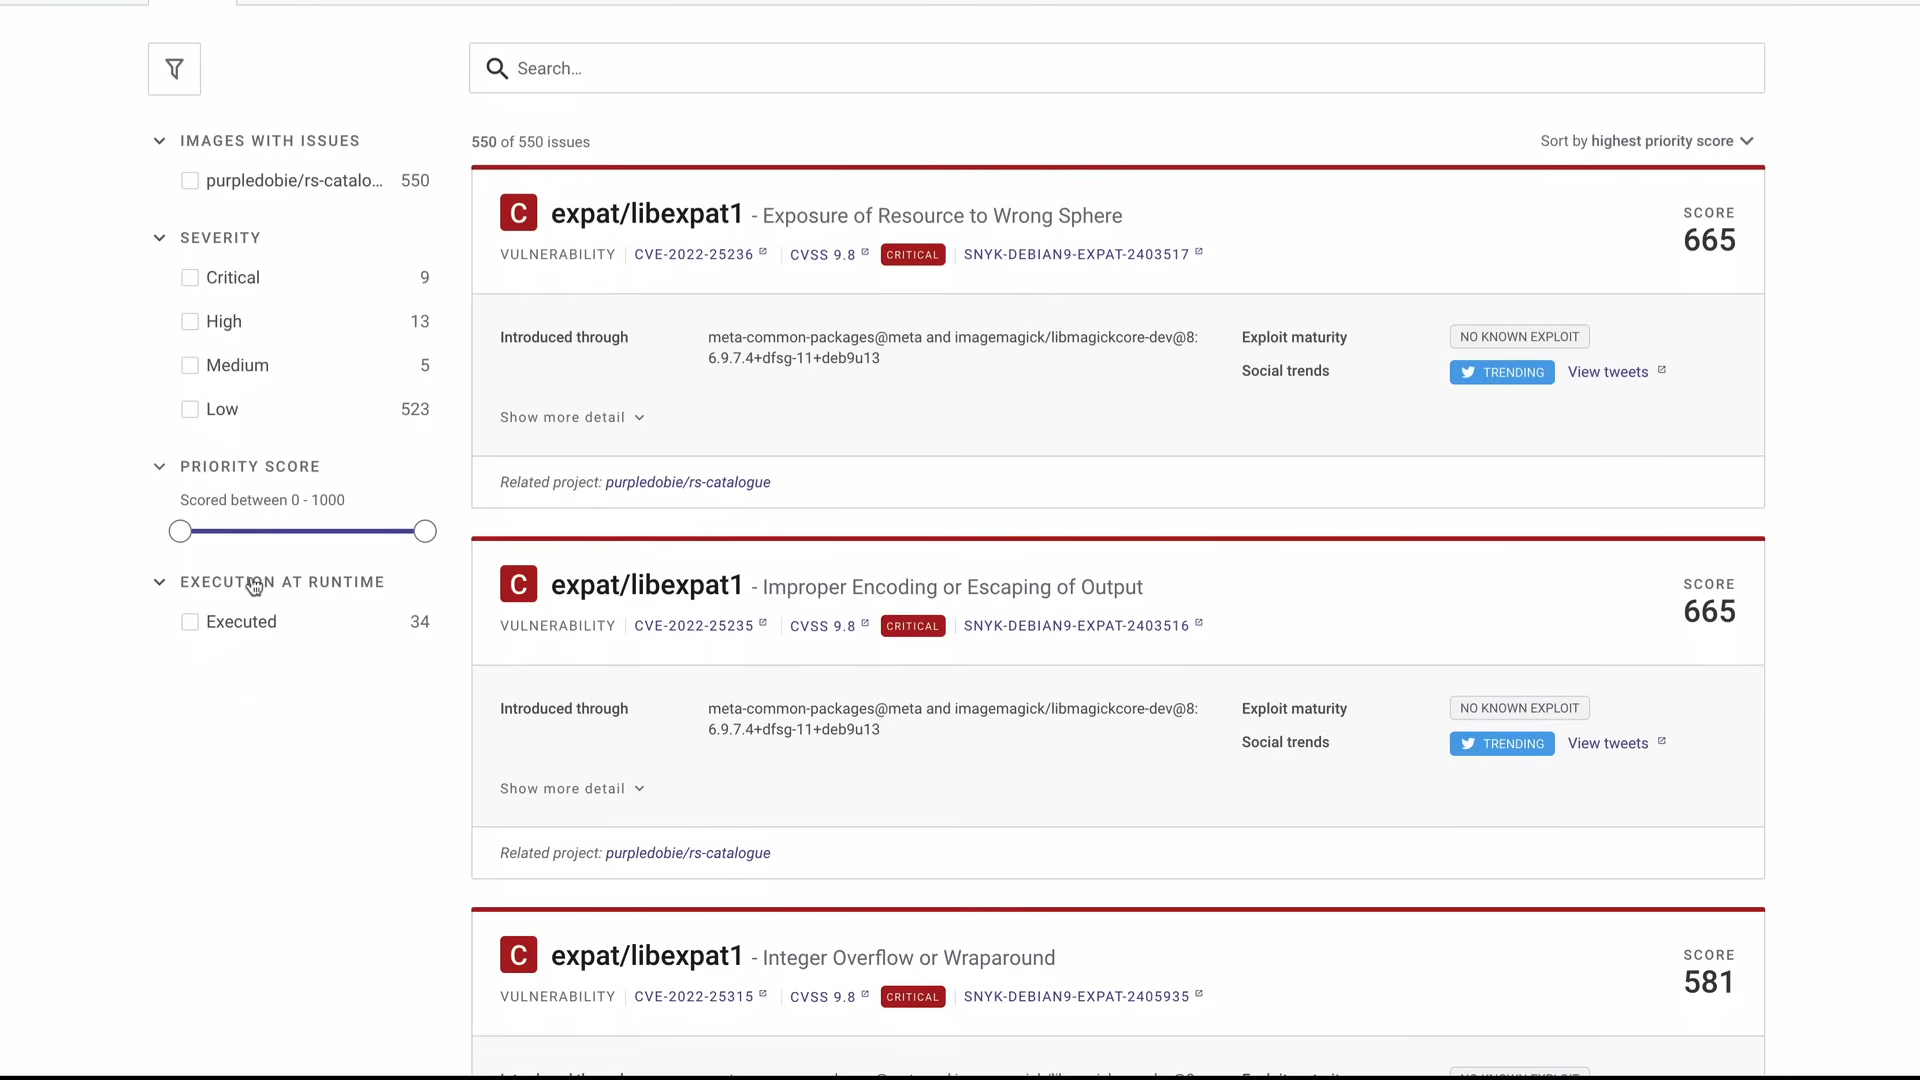 Search...
IMAGES WITH ISSUES
purpledobie/rs-catalo... 550
SEVERITY
Critical 9
High 13
Medium 5
Low 523
PRIORITY SCORE
Scored between 0 - 1000
EXECUTION AT RUNTIME
Executed 34
550 of 550 issues
Sort by highest priority score
C expat/libexpat1 - Exposure of Resource to Wrong Sphere
SCORE
665
VULNERABILITY CVE-2022-25236 CVSS 9.8 CRITICAL SNYK-DEBIAN9-EXPAT-2403517
Introduced through
meta-common-packages@meta and imagemagick/libmagickcore-dev@8:
6.9.7.4+dfsg-11+deb9u13
Exploit maturity NO KNOWN EXPLOIT
Social trends TRENDING View tweets
Show more detail
Related project: purpledobie/rs-catalogue
C expat/libexpat1 - Improper Encoding or Escaping of Output
SCORE
665
VULNERABILITY CVE-2022-25235 CVSS 9.8 CRITICAL SNYK-DEBIAN9-EXPAT-2403516
Introduced through
meta-common-packages@meta and imagemagick/libmagickcore-dev@8:
6.9.7.4+dfsg-11+deb9u13
Exploit maturity NO KNOWN EXPLOIT
Social trends TRENDING View tweets
Show more detail
Related project: purpledobie/rs-catalogue
C expat/libexpat1 - Integer Overflow or Wraparound
SCORE
581
VULNERABILITY CVE-2022-25315 CVSS 9.8 CRITICAL SNYK-DEBIAN9-EXPAT-2405935